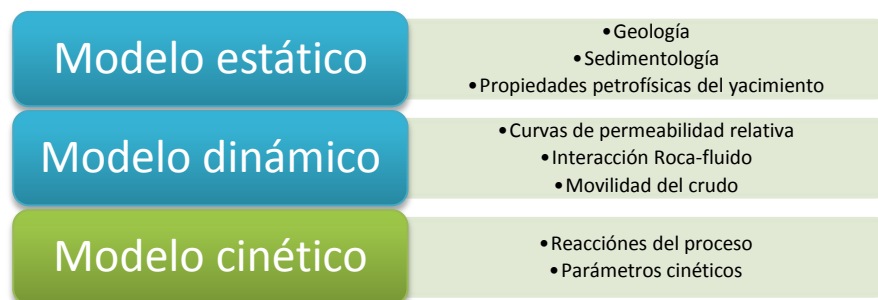 Modelo estático
•Geología
•Sedimentología
•Propiedades petrofísicas del yacimiento
Modelo dinámico
•Curvas de permeabilidad relativa
•Interacción Roca-fluido
•Movilidad del crudo
Modelo cinético
•Reacciónes del proceso
•Parámetros cinéticos